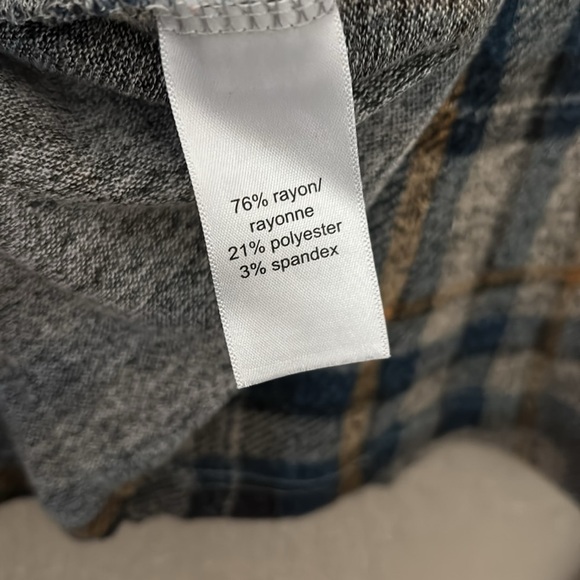 76% rayon/
rayonne
21% polyester
3% spandex